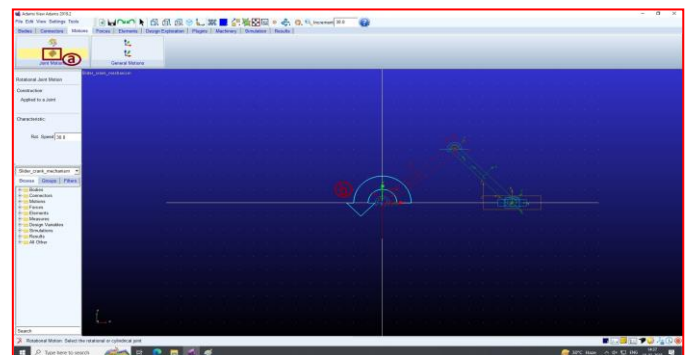 Adams View Adams 2018.2
File Edit View Settings Tools
Increment 30.0
Bodies Connectors Motions Forces Elements Design Exploration Plugins Machinery Simulation Results
a
Joint Motions General Motions
Slider_crank_mechanism
Rotational Joint Motion
Construction:
Applied to a Joint
Characteristic:
Rot. Speed 30.0
Slider_crank_mechanism
Browse Groups Filters
Bodies
Connectors
Motions
Forces
Elements
Measures
Design Variables
Simulations
Results
All Other
Search
Rotational Motion: Select the rotational or cylindrical joint
Type here to search
Haze
ENG